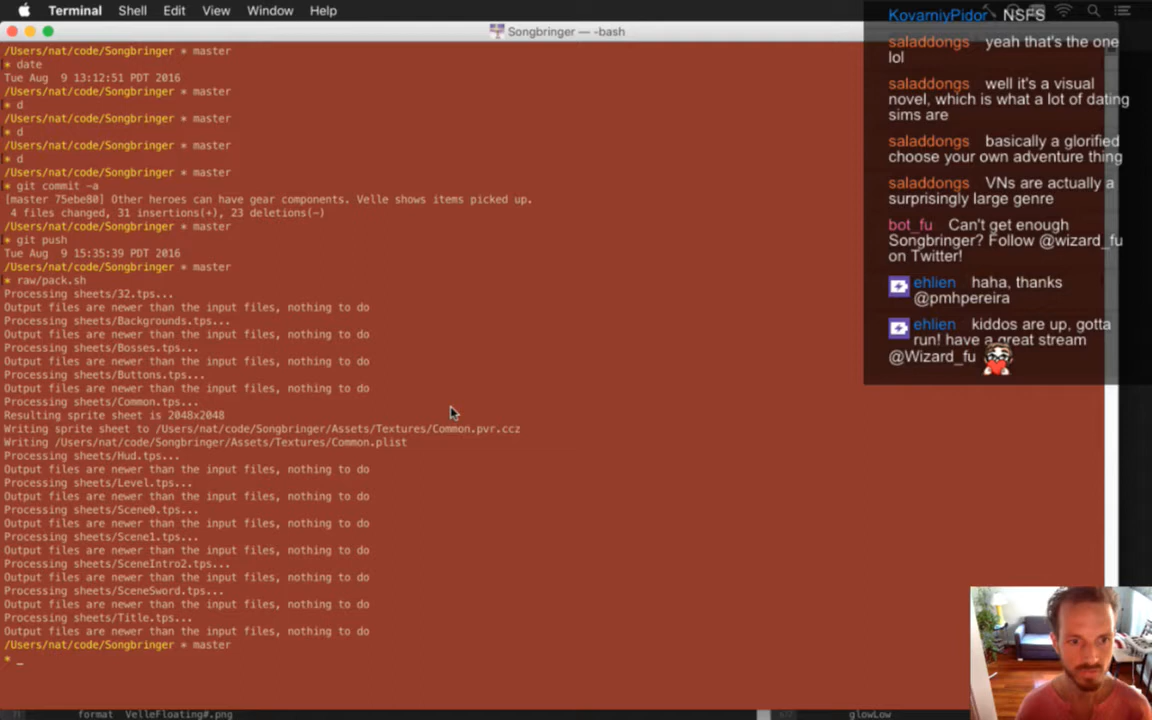 Terminal Shell Edit View Window Help
Songbringer — -bash
/Users/nat/code/Songbringer * master
* date
Tue Aug  9 13:12:51 PDT 2016
/Users/nat/code/Songbringer * master
* d
/Users/nat/code/Songbringer * master
* d
/Users/nat/code/Songbringer * master
* d
/Users/nat/code/Songbringer * master
* git commit -a
[master 75ebe80] Other heroes can have gear components. Velle shows items picked up.
 4 files changed, 31 insertions(+), 23 deletions(-)
/Users/nat/code/Songbringer * master
* git push
Tue Aug  9 15:35:39 PDT 2016
/Users/nat/code/Songbringer * master
* raw/pack.sh
Processing sheets/32.tps...
Output files are newer than the input files, nothing to do
Processing sheets/Backgrounds.tps...
Output files are newer than the input files, nothing to do
Processing sheets/Bosses.tps...
Output files are newer than the input files, nothing to do
Processing sheets/Buttons.tps...
Output files are newer than the input files, nothing to do
Processing sheets/Common.tps...
Resulting sprite sheet is 2048x2048
Writing sprite sheet to /Users/nat/code/Songbringer/Assets/Textures/Common.pvr.ccz
Writing /Users/nat/code/Songbringer/Assets/Textures/Common.plist
Processing sheets/Hud.tps...
Output files are newer than the input files, nothing to do
Processing sheets/Level.tps...
Output files are newer than the input files, nothing to do
Processing sheets/Scene0.tps...
Output files are newer than the input files, nothing to do
Processing sheets/Scene1.tps...
Output files are newer than the input files, nothing to do
Processing sheets/SceneIntro2.tps...
Output files are newer than the input files, nothing to do
Processing sheets/SceneSword.tps...
Output files are newer than the input files, nothing to do
Processing sheets/Title.tps...
Output files are newer than the input files, nothing to do
/Users/nat/code/Songbringer * master
* _
KovarniyPidor NSFS
saladdongs yeah that's the one
lol
saladdongs well it's a visual
novel, which is what a lot of dating
sims are
saladdongs basically a glorified
choose your own adventure thing
saladdongs VNs are actually a
surprisingly large genre
bot_fu Can't get enough
Songbringer? Follow @wizard_fu
on Twitter!
ehlien haha, thanks
@pmhpereira
ehlien kiddos are up, gotta
run! have a great stream
@Wizard_fu
format VelleFloating#.png
glowLow